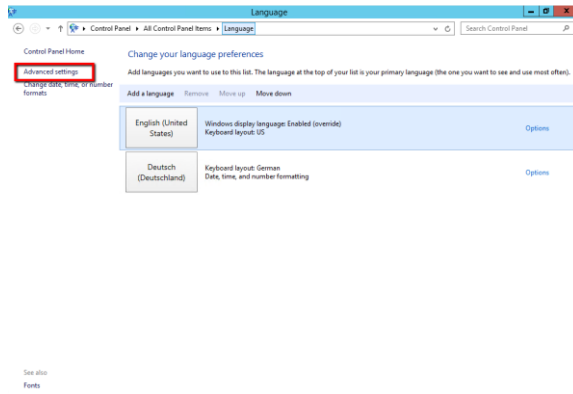 Language
Control Panel ▸ All Control Panel Items ▸ Language
Search Control Panel
Control Panel Home
Advanced settings
Change date, time, or number
formats
Change your language preferences
Add languages you want to use to this list. The language at the top of your list is your primary language (the one you want to see and use most often).
Add a language Remove Move up Move down
English (United
States)
Windows display language: Enabled (override)
Keyboard layout: US
Options
Deutsch
(Deutschland)
Keyboard layout: German
Date, time, and number formatting
Options
See also
Fonts